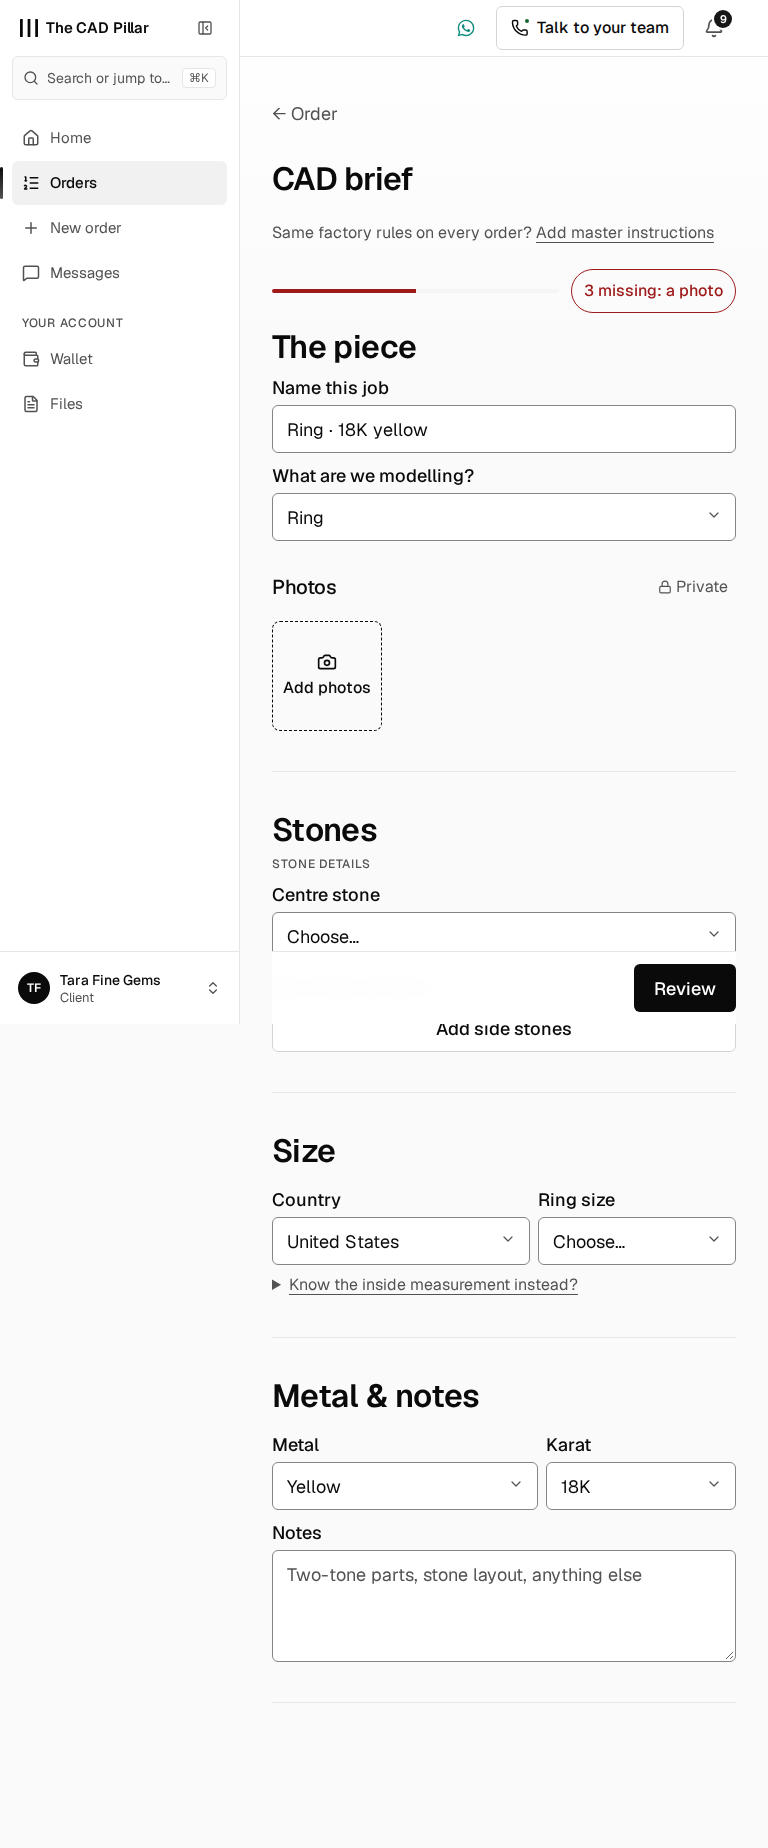 The CAD Pillar
Search or jump to... ⌘K
Home
Orders
New order
Messages
YOUR ACCOUNT
Wallet
Files
TF
Tara Fine Gems
Client
Talk to your team
9
← Order
CAD brief
Same factory rules on every order? Add master instructions
3 missing: a photo
The piece
Name this job
Ring · 18K yellow
What are we modelling?
Ring
Photos
Private
Add photos
Stones
STONE DETAILS
Centre stone
Choose...
Review
Add side stones
Size
Country
Ring size
United States
Choose...
Know the inside measurement instead?
Metal & notes
Metal
Karat
Yellow
18K
Notes
Two-tone parts, stone layout, anything else